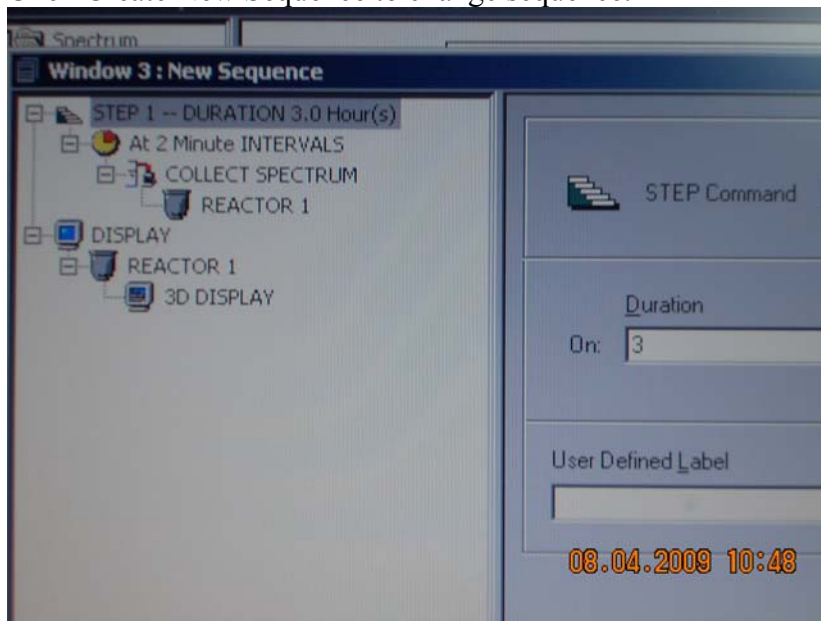 Spectrum
Window 3 : New Sequence
STEP 1 -- DURATION 3.0 Hour(s)
At 2 Minute INTERVALS
COLLECT SPECTRUM
REACTOR 1
DISPLAY
REACTOR 1
3D DISPLAY
STEP Command
Duration
On: 3
User Defined Label
08.04.2009 10:48